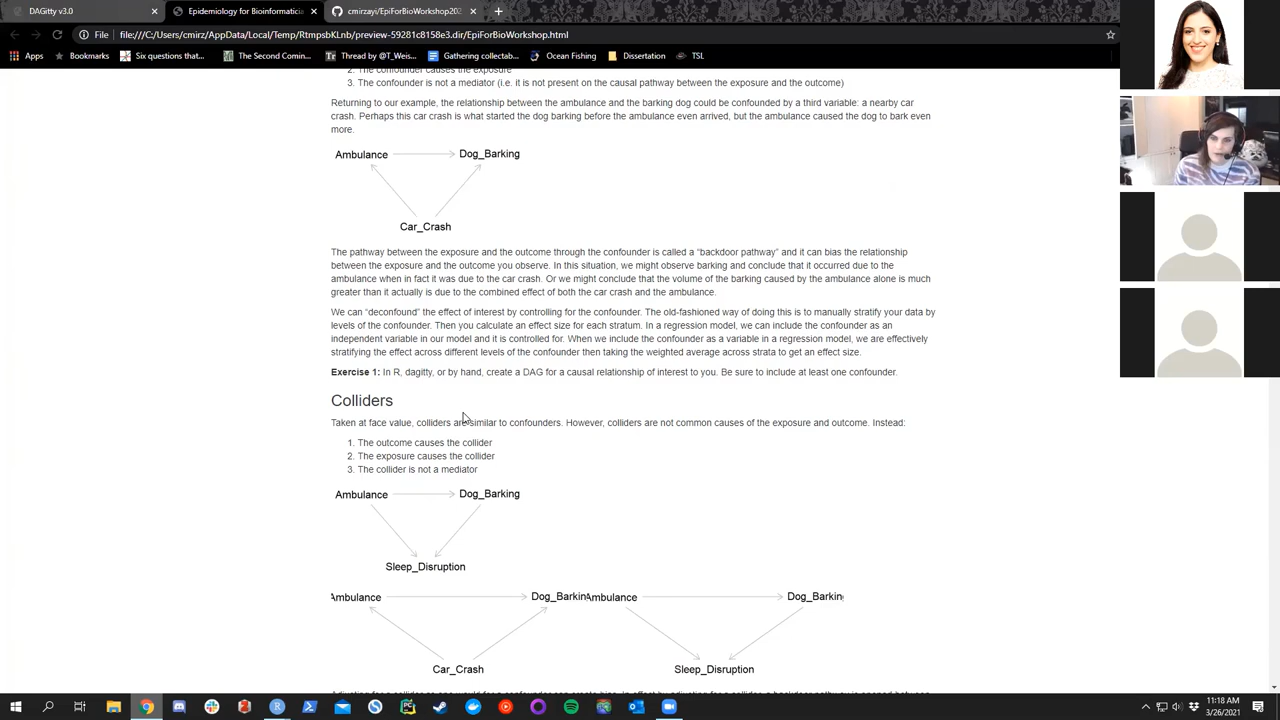 DAGitty v3.0
Epidemiology for Bioinformatician
cmirzayi/EpiForBioWorkshop202
File
file:///C:/Users/cmirz/AppData/Local/Temp/RtmpsbKLnb/preview-59281c8158e3.dir/EpiForBioWorkshop.html
Apps
Bookmarks
Six questions that...
The Coming Conflic...
Thread by @T_Weis...
Gathering collectab...
Ocean Fishing
Dissertation
TSL
2. The confounder causes the exposure
3. The confounder is not a mediator (i.e. it is not present on the causal pathway between the exposure and the outcome)
Returning to our example, the relationship between the ambulance and the barking dog could be confounded by a third variable: a nearby car
crash. Perhaps this car crash is what started the dog barking before the ambulance even arrived, but the ambulance caused the dog to bark even
more.
Ambulance
Dog_Barking
Car_Crash
The pathway between the exposure and the outcome through the confounder is called a "backdoor pathway" and it can bias the relationship
between the exposure and the outcome you observe. In this situation, we might observe barking and conclude that it occurred due to the
ambulance when in fact it was due to the car crash. Or we might conclude that the volume of the barking caused by the ambulance alone is much
greater than it actually is due to the combined effect of both the car crash and the ambulance.
We can "deconfound" the effect of interest by controlling for the confounder. The old-fashioned way of doing this is to manually stratify your data by
levels of the confounder. Then you calculate an effect size for each stratum. In a regression model, we can include the confounder as an
independent variable in our model and it is controlled for. When we include the confounder as a variable in a regression model, we are effectively
stratifying the effect across different levels of the confounder then taking the weighted average across strata to get an effect size.
Exercise 1: In R, dagitty, or by hand, create a DAG for a causal relationship of interest to you. Be sure to include at least one confounder.
Colliders
Taken at face value, colliders are similar to confounders. However, colliders are not common causes of the exposure and outcome. Instead:
1. The outcome causes the collider
2. The exposure causes the collider
3. The collider is not a mediator
Ambulance
Dog_Barking
Sleep_Disruption
Ambulance
Dog_Barkin
Ambulance
Dog_Barkin
Car_Crash
Sleep_Disruption
11:18 AM
3/26/2021